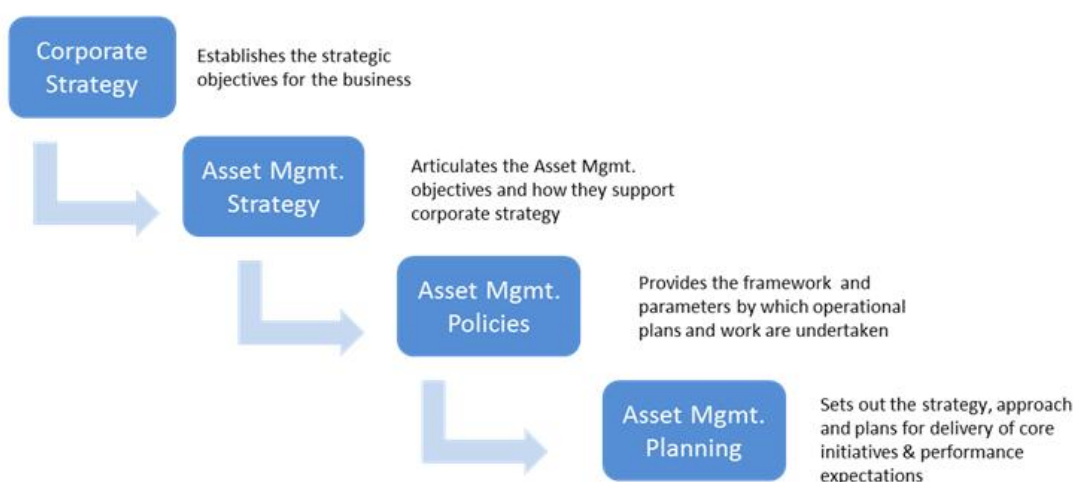 Corporate
Strategy
Establishes the strategic
objectives for the business
Asset Mgmt.
Strategy
Articulates the Asset Mgmt.
objectives and how they support
corporate strategy
Asset Mgmt.
Policies
Provides the framework and
parameters by which operational
plans and work are undertaken
Asset Mgmt.
Planning
Sets out the strategy, approach
and plans for delivery of core
initiatives & performance
expectations